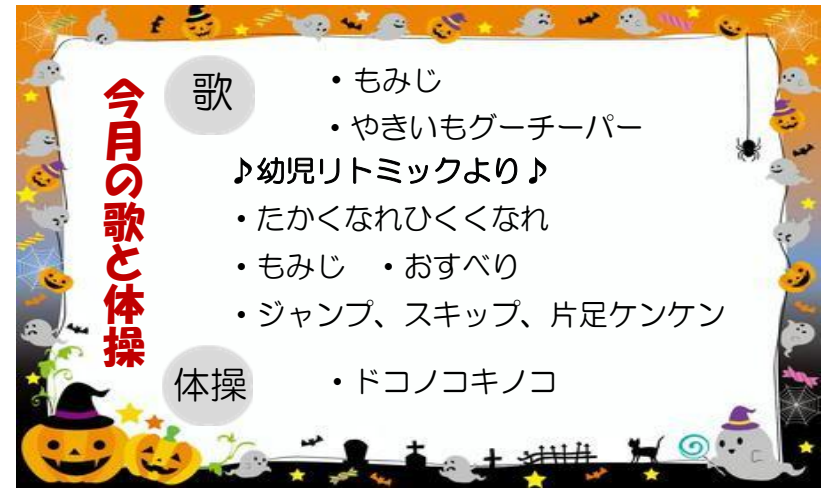 今月の歌と体操
歌
・もみじ
・やきいもグーチーパー
♪幼児リトミックより♪
・たかくなれひくくなれ
・もみじ　・おすべり
・ジャンプ、スキップ、片足ケンケン
体操
・ドコノコキノコ